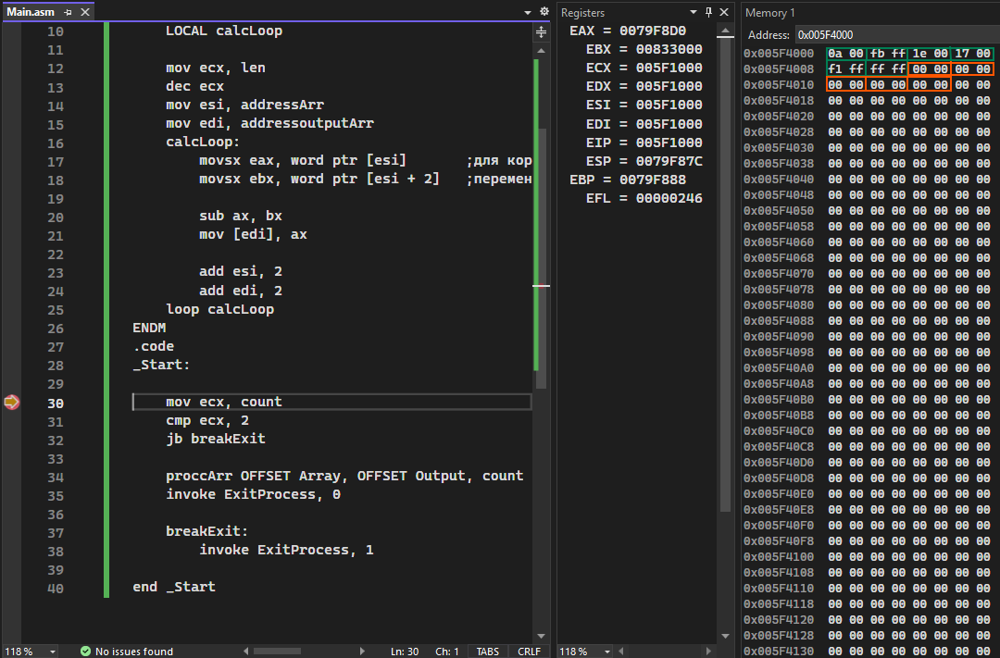 Main.asm
10 LOCAL calcLoop
11
12 mov ecx, len
13 dec ecx
14 mov esi, addressArr
15 mov edi, addressoutputArr
16 calcLoop:
17 movsx eax, word ptr [esi] ;для кор
18 movsx ebx, word ptr [esi + 2] ;перемен
19
20 sub ax, bx
21 mov [edi], ax
22
23 add esi, 2
24 add edi, 2
25 loop calcLoop
26 ENDM
27 .code
28 _Start:
29
30 mov ecx, count
31 cmp ecx, 2
32 jb breakExit
33
34 proccArr OFFSET Array, OFFSET Output, count
35 invoke ExitProcess, 0
36
37 breakExit:
38 invoke ExitProcess, 1
39
40 end _Start
118 % No issues found Ln: 30 Ch: 1 TABS CRLF
Registers
EAX = 0079F8D0
EBX = 00833000
ECX = 005F1000
EDX = 005F1000
ESI = 005F1000
EDI = 005F1000
EIP = 005F1000
ESP = 0079F87C
EBP = 0079F888
EFL = 00000246
118 %
Memory 1
Address: 0x005F4000
0x005F4000 0a 00 fb ff 1e 00 17 00
0x005F4008 f1 ff ff ff 00 00 00 00
0x005F4010 00 00 00 00 00 00 00 00
0x005F4018 00 00 00 00 00 00 00 00
0x005F4020 00 00 00 00 00 00 00 00
0x005F4028 00 00 00 00 00 00 00 00
0x005F4030 00 00 00 00 00 00 00 00
0x005F4038 00 00 00 00 00 00 00 00
0x005F4040 00 00 00 00 00 00 00 00
0x005F4048 00 00 00 00 00 00 00 00
0x005F4050 00 00 00 00 00 00 00 00
0x005F4058 00 00 00 00 00 00 00 00
0x005F4060 00 00 00 00 00 00 00 00
0x005F4068 00 00 00 00 00 00 00 00
0x005F4070 00 00 00 00 00 00 00 00
0x005F4078 00 00 00 00 00 00 00 00
0x005F4080 00 00 00 00 00 00 00 00
0x005F4088 00 00 00 00 00 00 00 00
0x005F4090 00 00 00 00 00 00 00 00
0x005F4098 00 00 00 00 00 00 00 00
0x005F40A0 00 00 00 00 00 00 00 00
0x005F40A8 00 00 00 00 00 00 00 00
0x005F40B0 00 00 00 00 00 00 00 00
0x005F40B8 00 00 00 00 00 00 00 00
0x005F40C0 00 00 00 00 00 00 00 00
0x005F40C8 00 00 00 00 00 00 00 00
0x005F40D0 00 00 00 00 00 00 00 00
0x005F40D8 00 00 00 00 00 00 00 00
0x005F40E0 00 00 00 00 00 00 00 00
0x005F40E8 00 00 00 00 00 00 00 00
0x005F40F0 00 00 00 00 00 00 00 00
0x005F40F8 00 00 00 00 00 00 00 00
0x005F4100 00 00 00 00 00 00 00 00
0x005F4108 00 00 00 00 00 00 00 00
0x005F4110 00 00 00 00 00 00 00 00
0x005F4118 00 00 00 00 00 00 00 00
0x005F4120 00 00 00 00 00 00 00 00
0x005F4128 00 00 00 00 00 00 00 00
0x005F4130 00 00 00 00 00 00 00 00